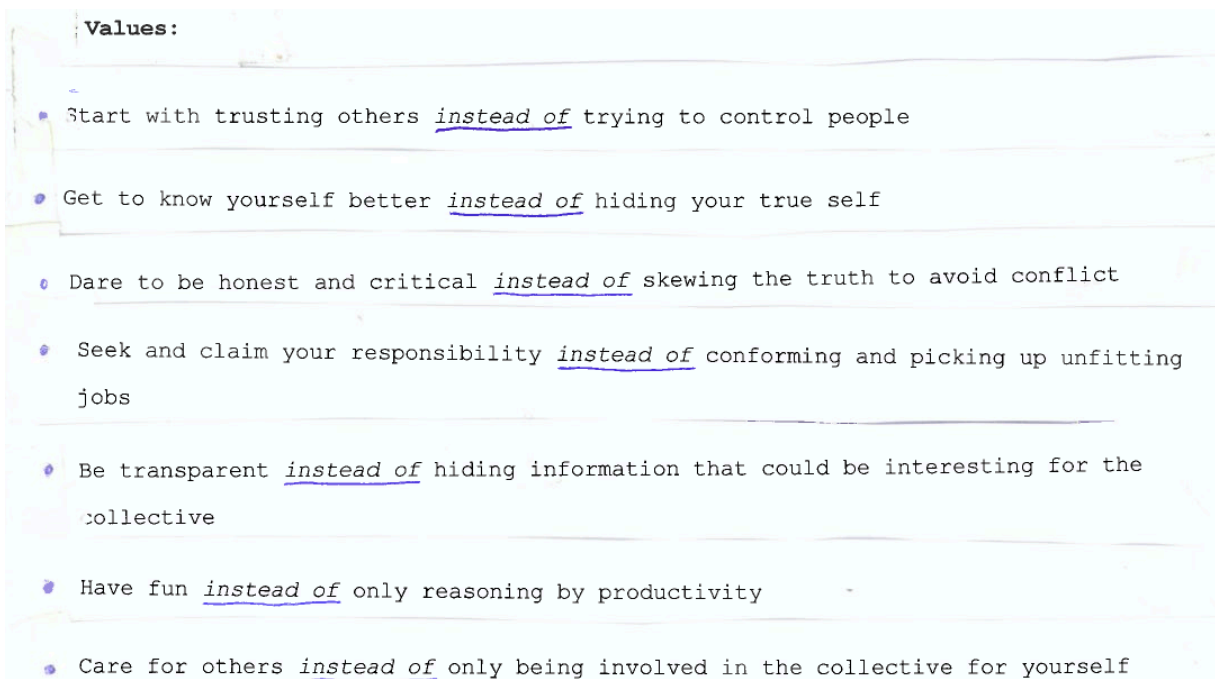 Values:
• Start with trusting others instead of trying to control people
• Get to know yourself better instead of hiding your true self
• Dare to be honest and critical instead of skewing the truth to avoid conflict
• Seek and claim your responsibility instead of conforming and picking up unfitting
jobs
• Be transparent instead of hiding information that could be interesting for the
collective
• Have fun instead of only reasoning by productivity
• Care for others instead of only being involved in the collective for yourself